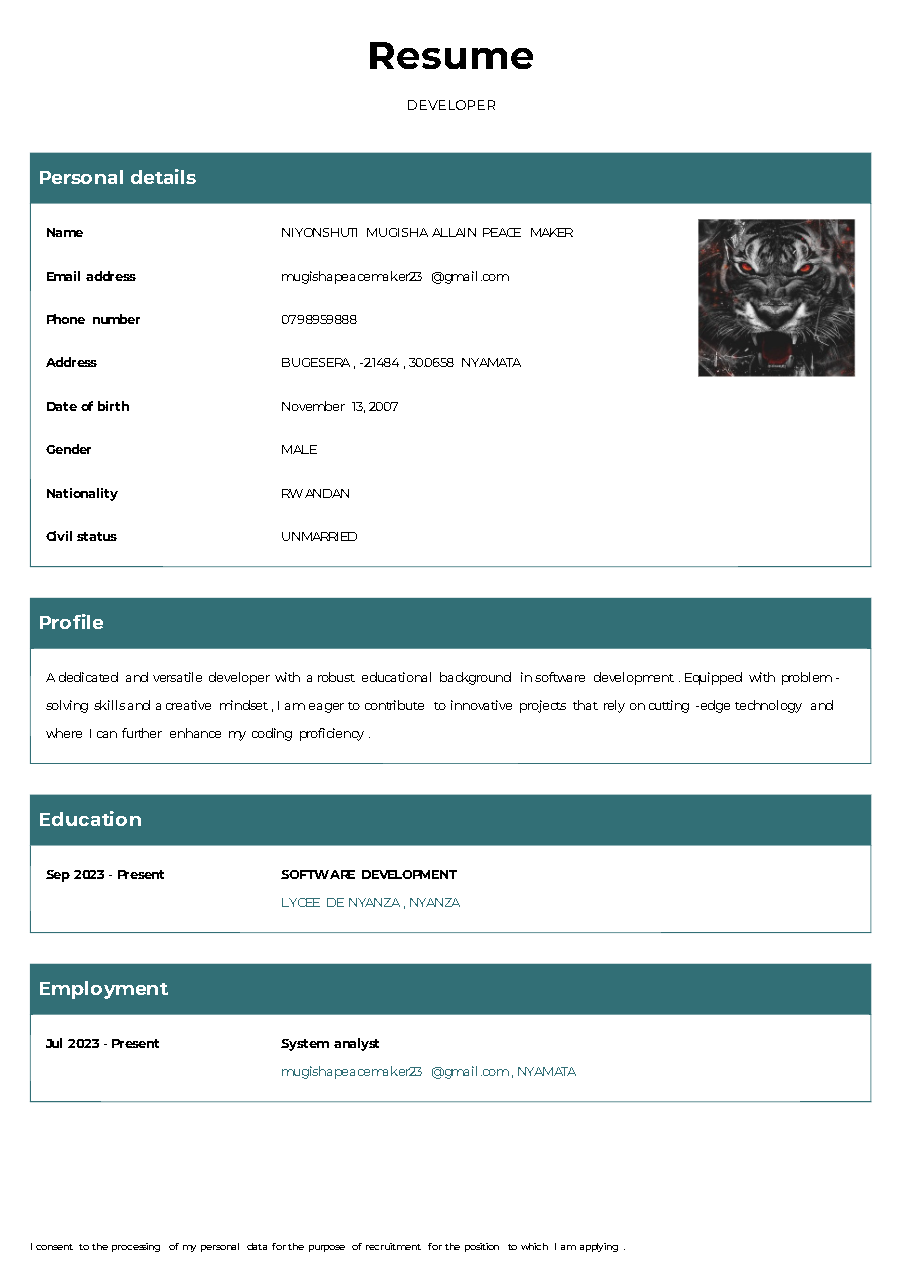 Resume
DEVELOPER
Personal details
Name NIYONSHUTI MUGISHA ALLAIN PEACE MAKER
Email address mugishapeacemaker23 @gmail.com
Phone number 0798959888
Address BUGESERA , -2.1484 , 30.0658 NYAMATA
Date of birth November 13, 2007
Gender MALE
Nationality RWANDAN
Civil status UNMARRIED
Profile
A dedicated and versatile developer with a robust educational background in software development . Equipped with problem -
solving skills and a creative mindset , I am eager to contribute to innovative projects that rely on cutting -edge technology and
where I can further enhance my coding proficiency .
Education
Sep 2023 - Present SOFTWARE DEVELOPMENT
LYCEE DE NYANZA , NYANZA
Employment
Jul 2023 - Present System analyst
mugishapeacemaker23 @gmail.com , NYAMATA
I consent to the processing of my personal data for the purpose of recruitment for the position to which I am applying .